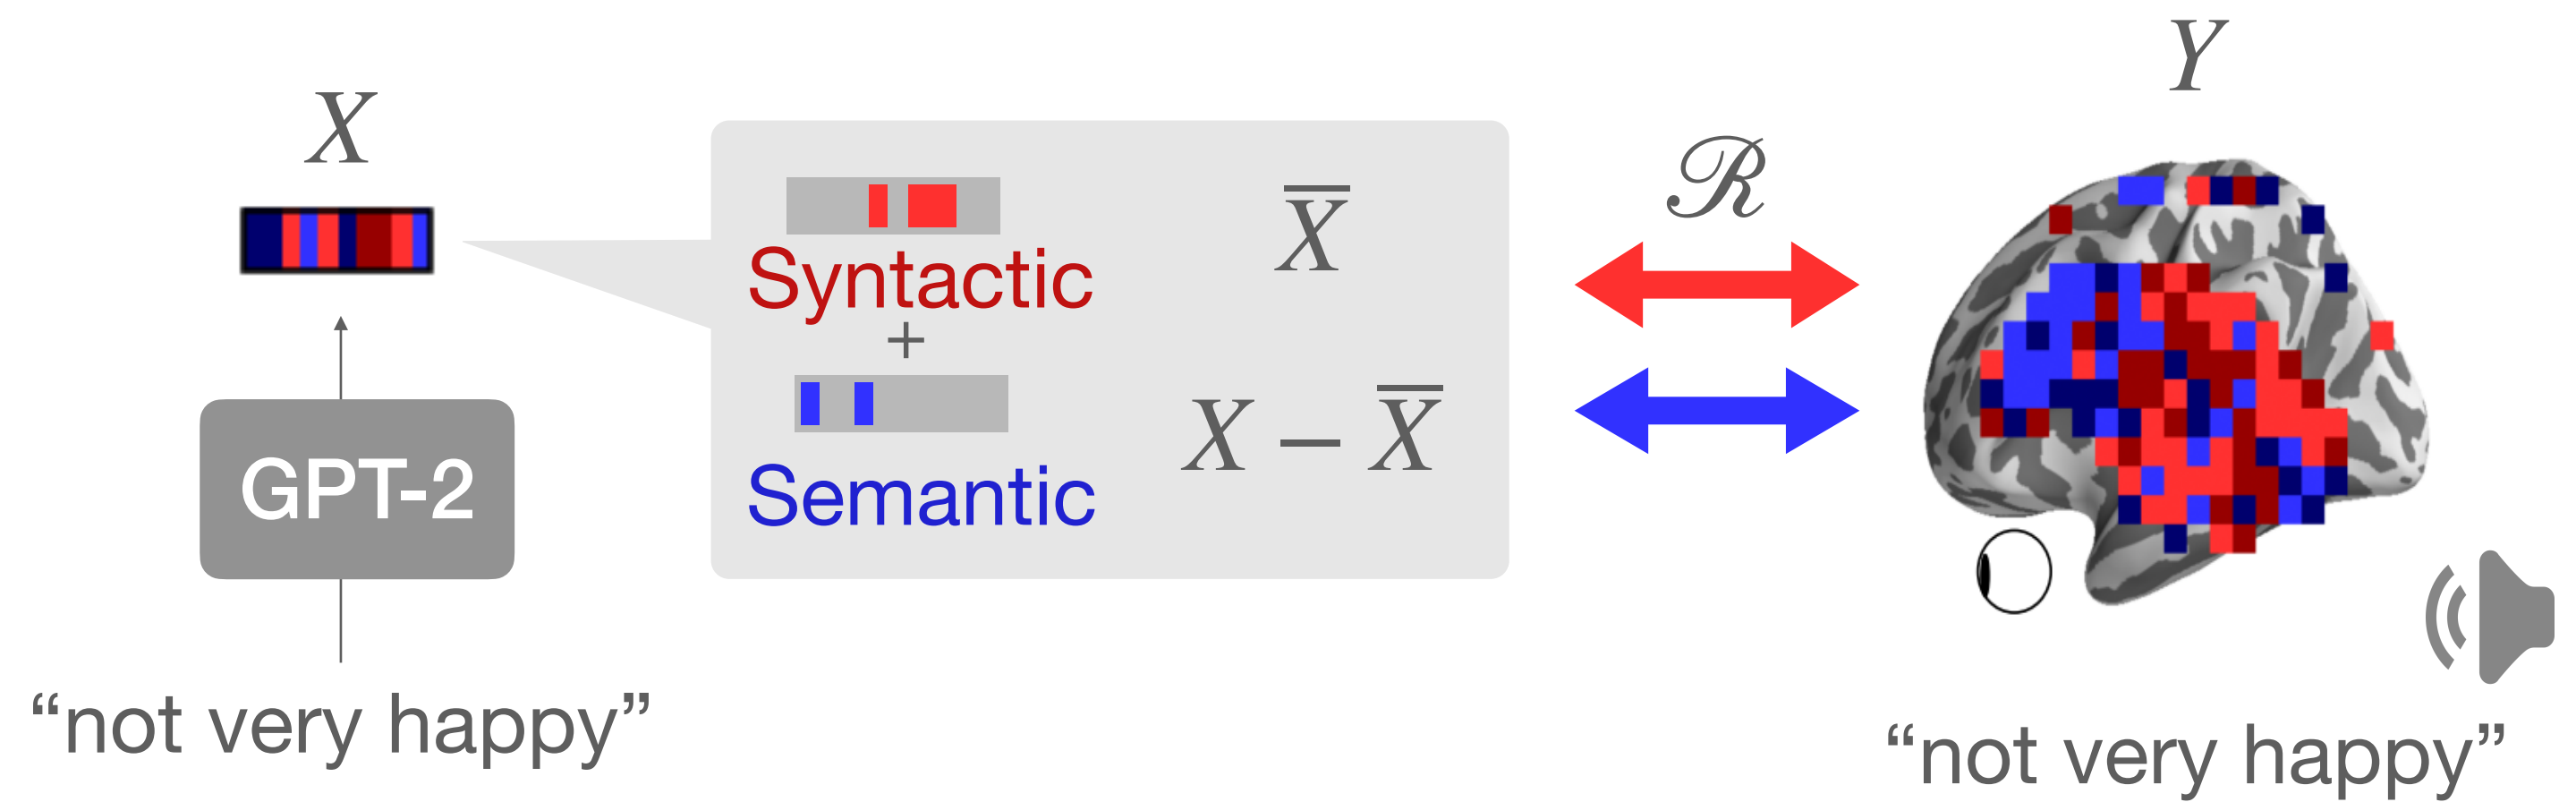 X
GPT-2
“not very happy”
Syntactic
X̅
+
Semantic
X − X̅
ℛ
Y
“not very happy”